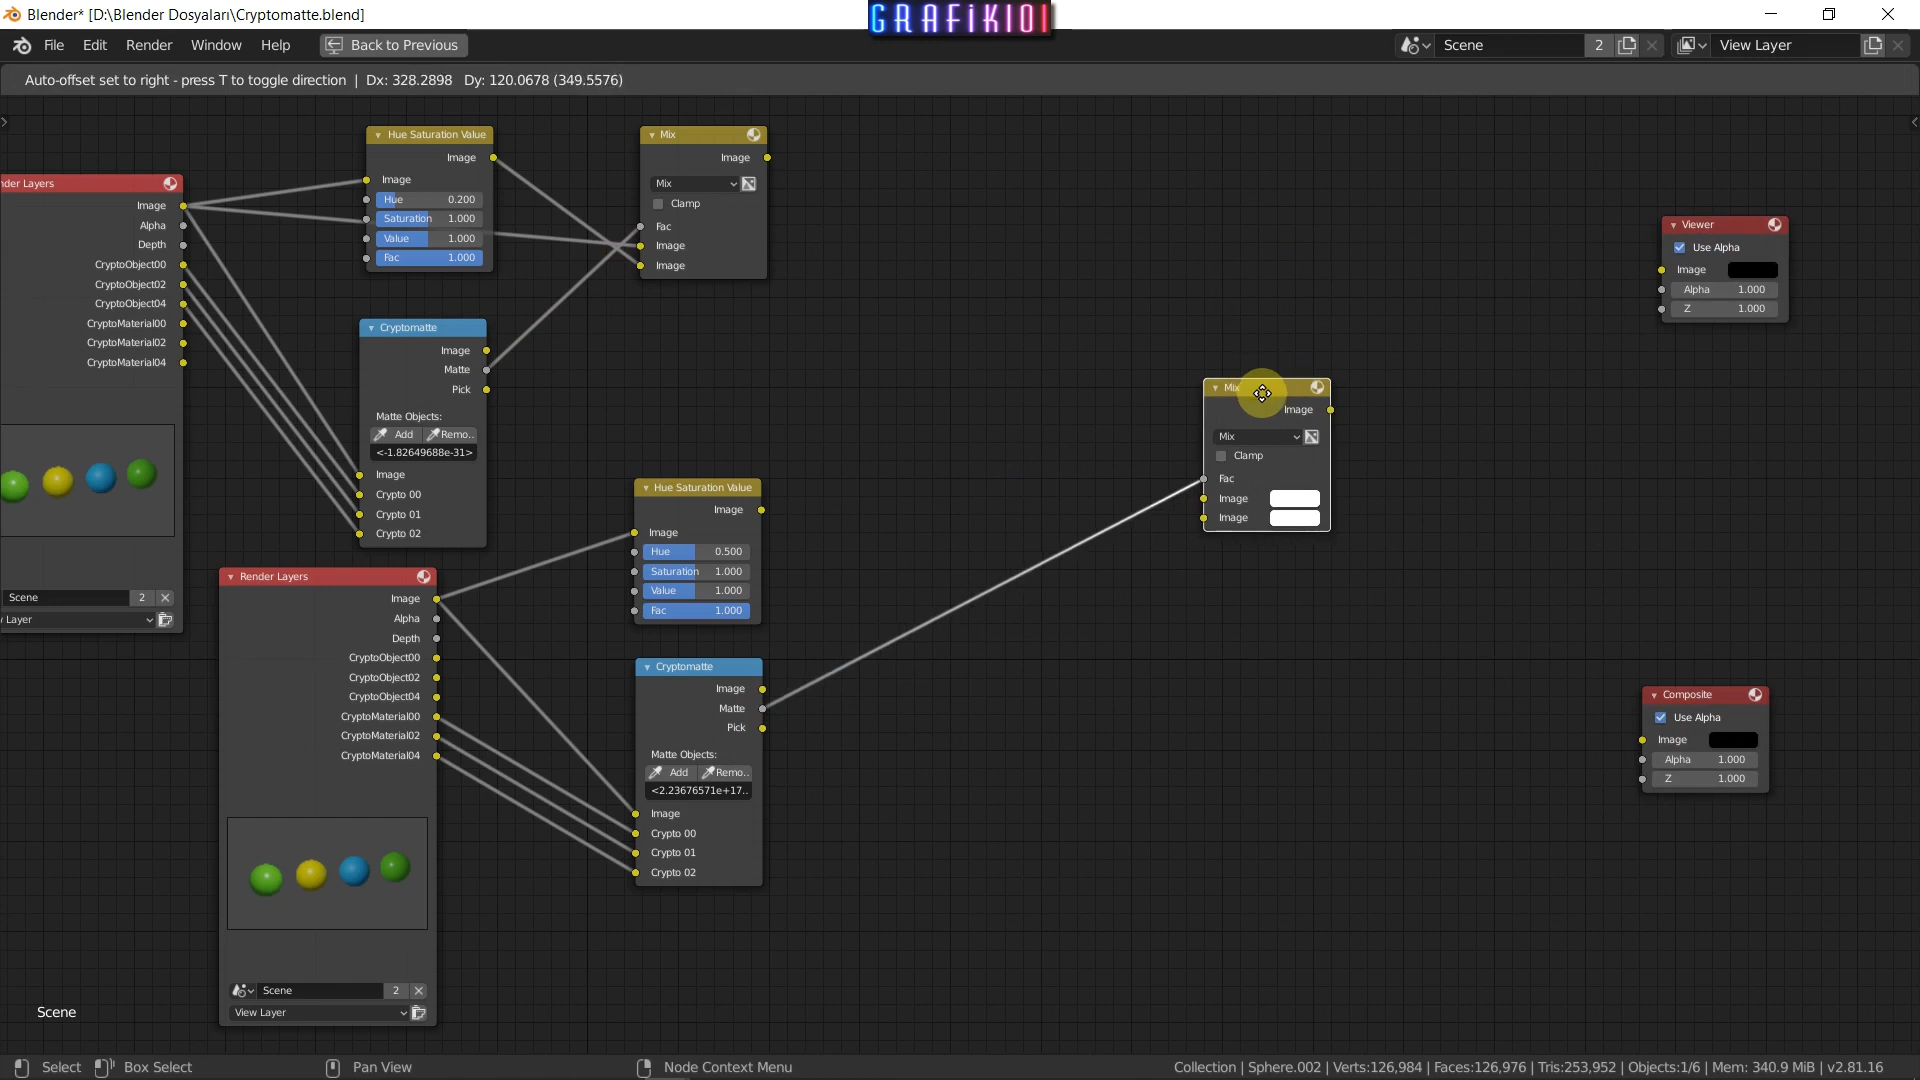 Blender* [D:\Blender Dosyaları\Cryptomatte.blend]
GRAFiK101
File Edit Render Window Help Back to Previous
Scene 2 View Layer
Auto-offset set to right - press T to toggle direction | Dx: 328.2898 Dy: 120.0678 (349.5576)
nder Layers
Image
Alpha
Depth
CryptoObject00
CryptoObject02
CryptoObject04
CryptoMaterial00
CryptoMaterial02
CryptoMaterial04
Scene 2
Layer
Hue Saturation Value
Image
Image
Hue 0.200
Saturation 1.000
Value 1.000
Fac 1.000
Mix
Image
Mix
Clamp
Fac
Image
Image
Cryptomatte
Image
Matte
Pick
Matte Objects:
Add Remo..
<-1.82649688e-31>
Image
Crypto 00
Crypto 01
Crypto 02
Render Layers
Image
Alpha
Depth
CryptoObject00
CryptoObject02
CryptoObject04
CryptoMaterial00
CryptoMaterial02
CryptoMaterial04
Scene 2
View Layer
Hue Saturation Value
Image
Image
Hue 0.500
Saturation 1.000
Value 1.000
Fac 1.000
Cryptomatte
Image
Matte
Pick
Matte Objects:
Add Remo..
<2.23676571e+17..
Image
Crypto 00
Crypto 01
Crypto 02
Mix
Image
Mix
Clamp
Fac
Image
Image
Viewer
Use Alpha
Image
Alpha 1.000
Z 1.000
Composite
Use Alpha
Image
Alpha 1.000
Z 1.000
Scene
Select Box Select Pan View Node Context Menu
Collection | Sphere.002 | Verts:126,984 | Faces:126,976 | Tris:253,952 | Objects:1/6 | Mem: 340.9 MiB | v2.81.16